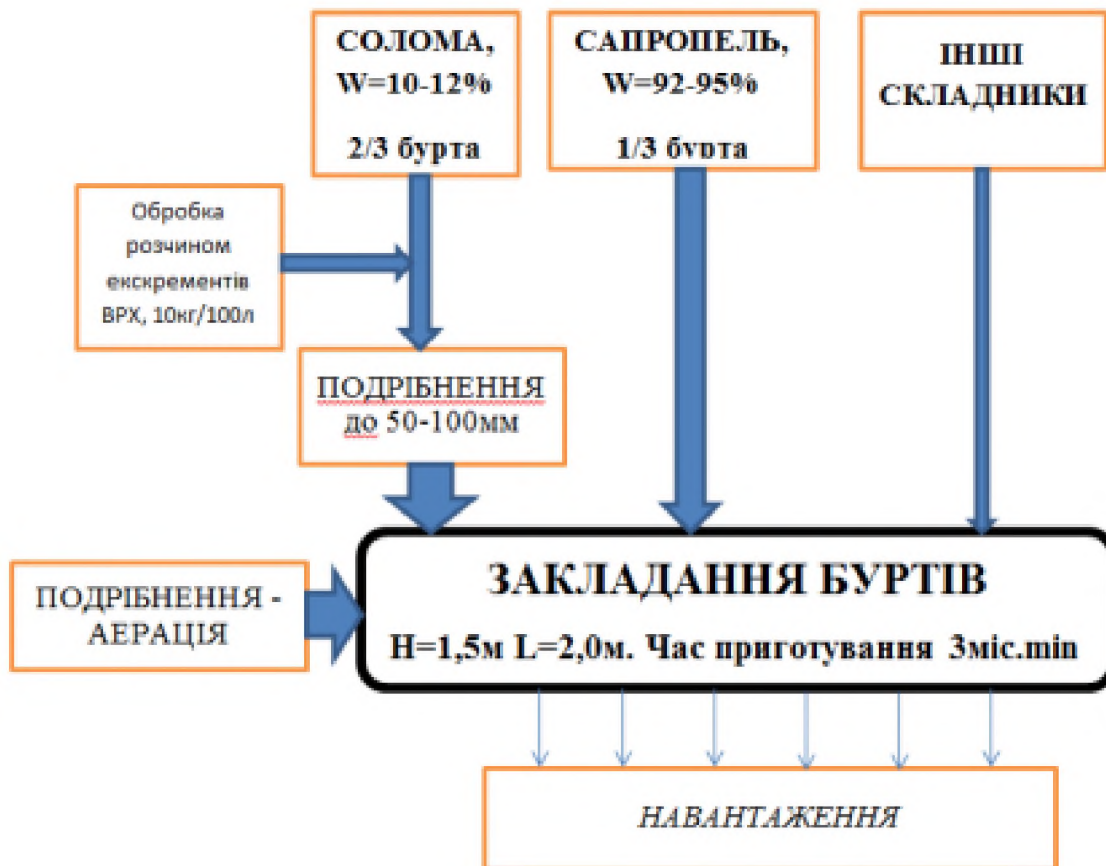 СОЛОМА,
W=10-12%
2/3 бурта
САПРОПЕЛЬ,
W=92-95%
1/3 бурта
ІНШІ
СКЛАДНИКИ
Обробка
розчином
екскрементів
ВРХ, 10кг/100л
ПОДРІБНЕННЯ
до 50-100мм
ПОДРІБНЕННЯ -
АЕРАЦІЯ
ЗАКЛАДАННЯ БУРТІВ
Н=1,5м L=2,0м. Час приготування 3міс.min
НАВАНТАЖЕННЯ